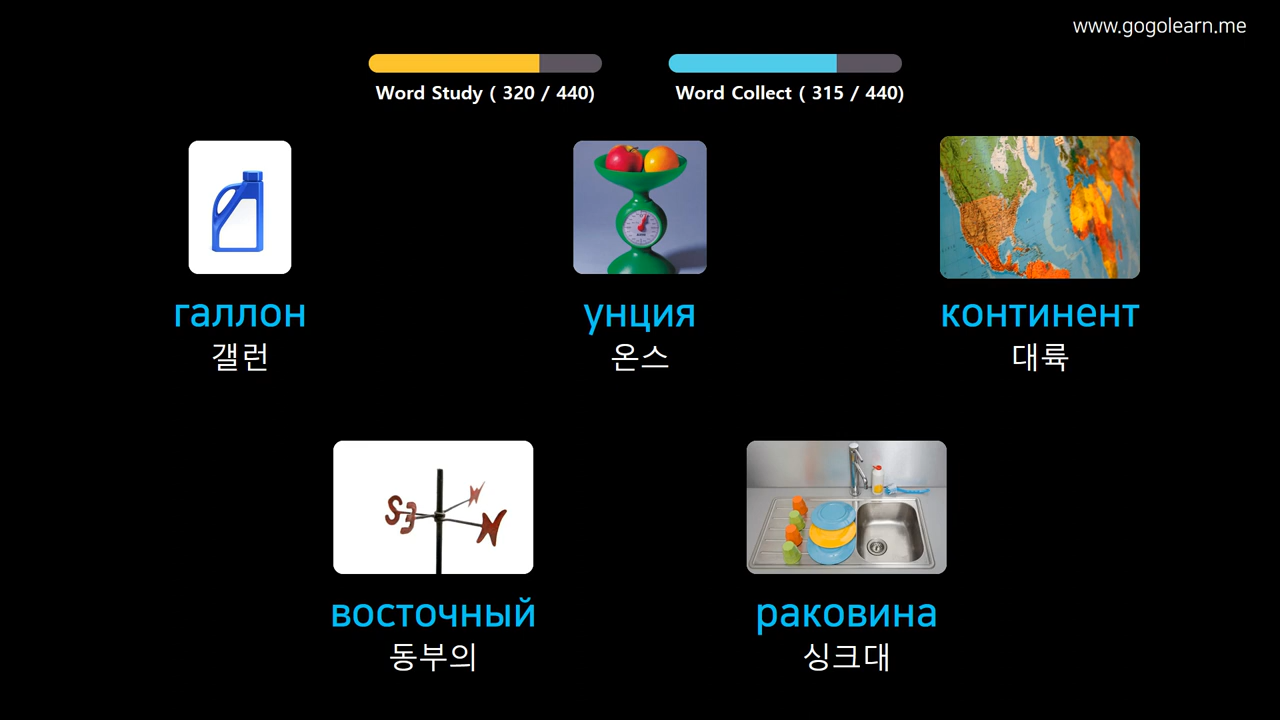 www.gogolearn.me
Word Study ( 320 / 440)
Word Collect ( 315 / 440)
галлон
갤런
унция
온스
континент
대륙
восточный
동부의
раковина
싱크대